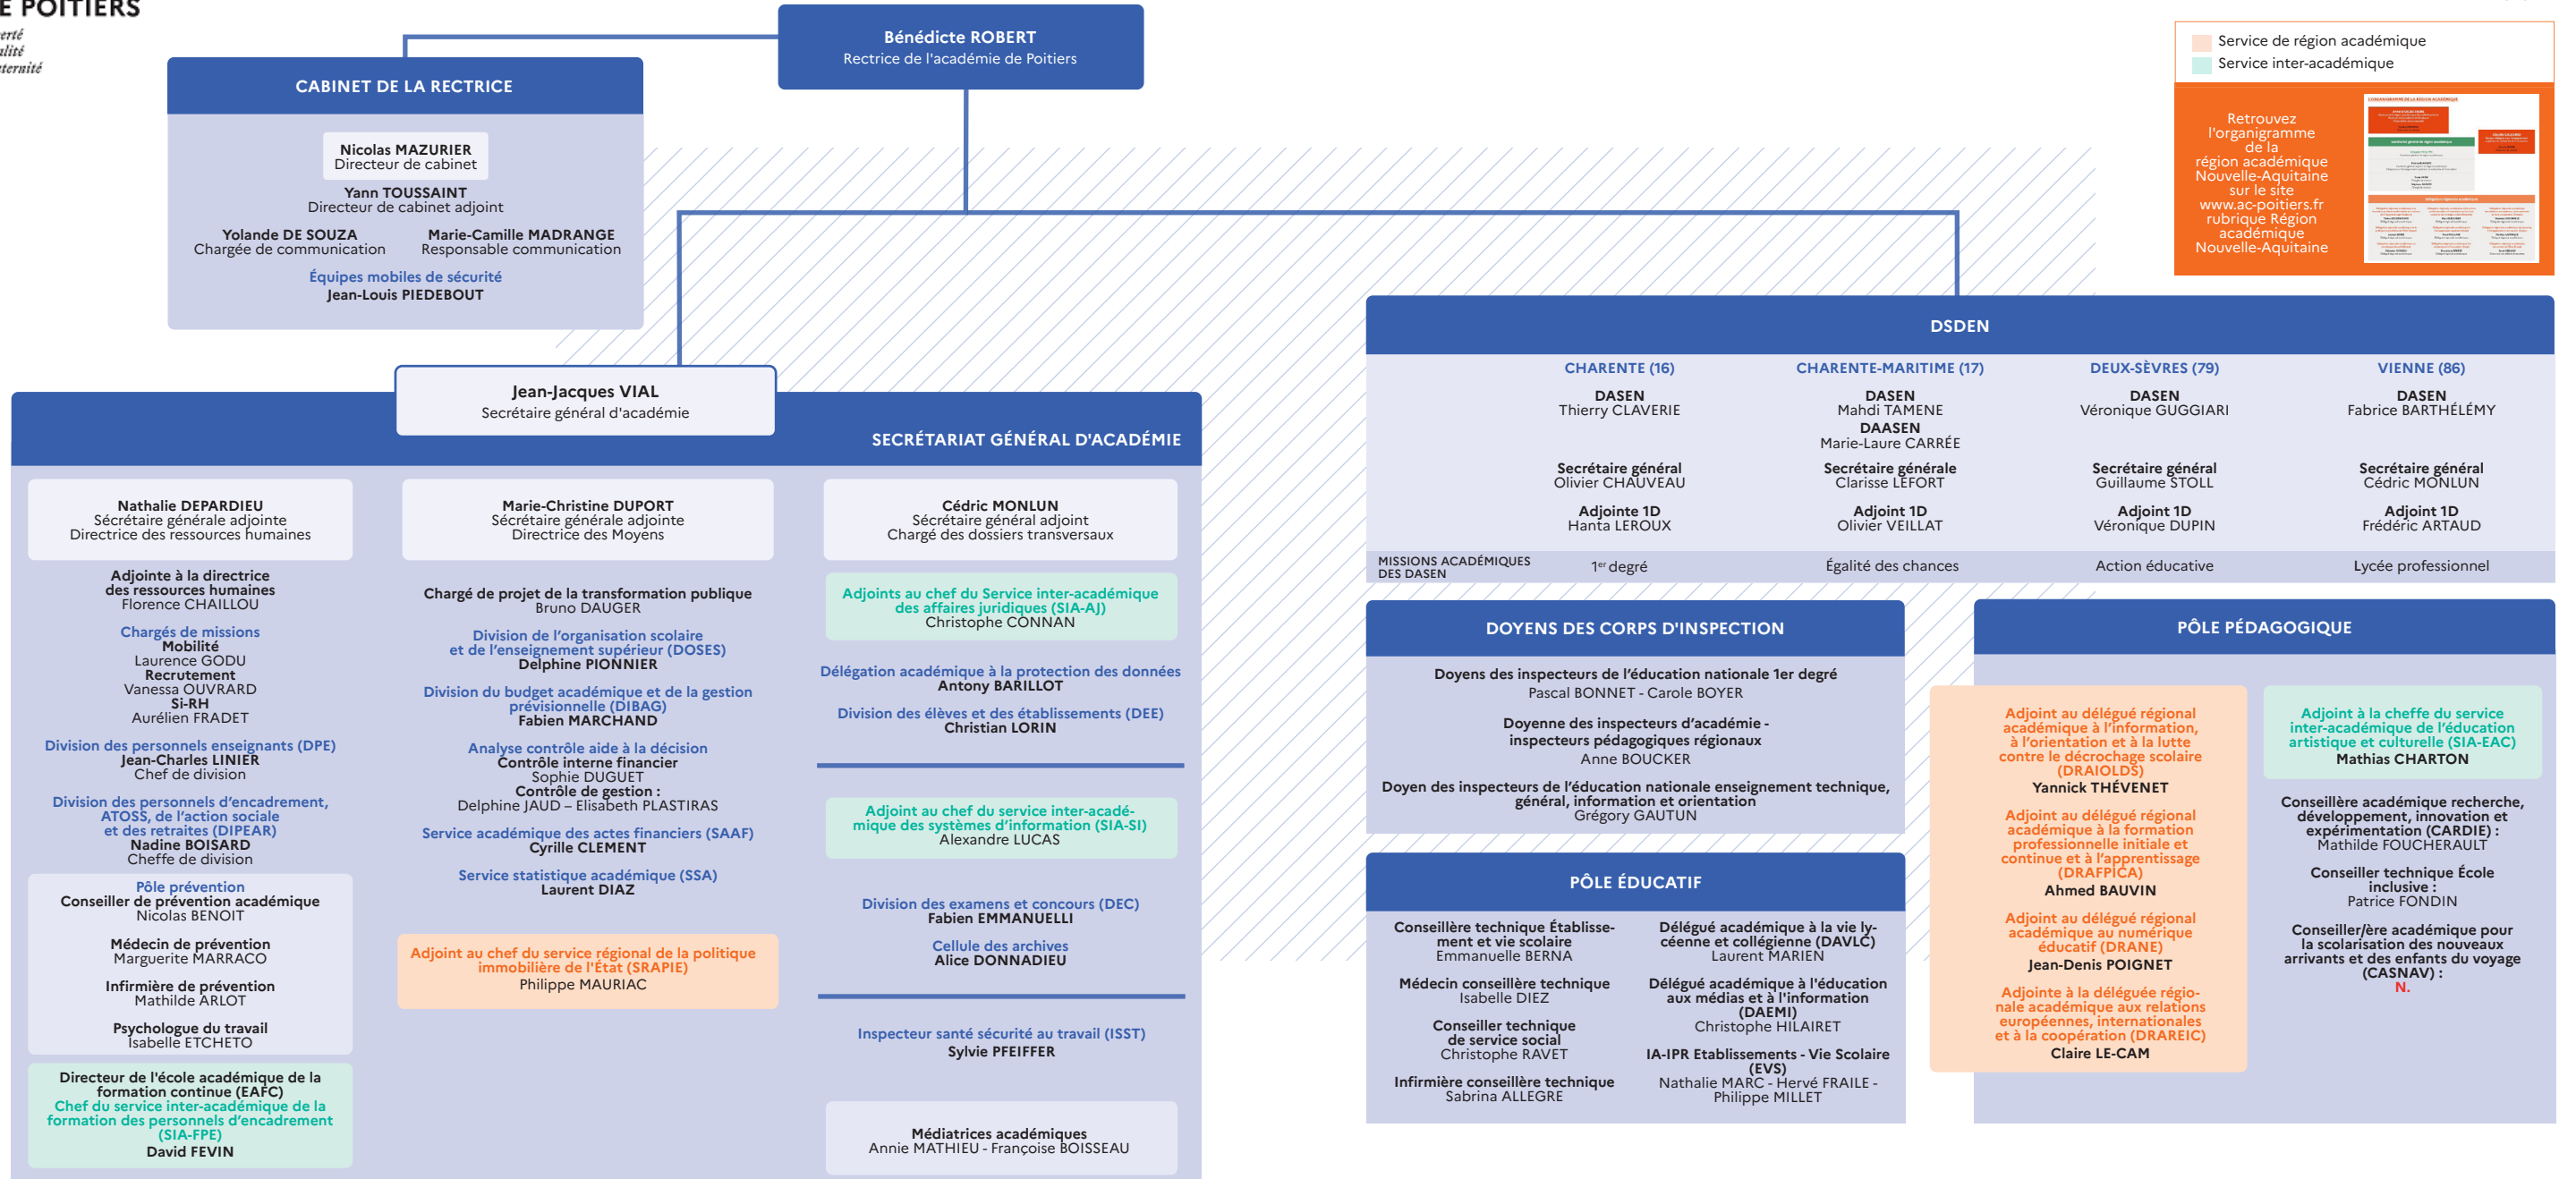 E POITIERS
Bénédicte ROBERT
Rectrice de l'académie de Poitiers
CABINET DE LA RECTRICE
Nicolas MAZURIER
Directeur de cabinet
Yann TOUSSAINT
Directeur de cabinet adjoint
Yolande DE SOUZA
Chargée de communication
Marie-Camille MADRANGE
Responsable communication
Équipes mobiles de sécurité
Jean-Louis PIEDEBOUT
Service de région académique
Service inter-académique
Retrouvez
l'organigramme
de la
région académique
Nouvelle-Aquitaine
sur le site
www.ac-poitiers.fr
rubrique Région
académique
Nouvelle-Aquitaine
Jean-Jacques VIAL
Secrétaire général d'académie
SECRÉTARIAT GÉNÉRAL D'ACADÉMIE
Nathalie DEPARDIEU
Sécrétaire générale adjointe
Directrice des ressources humaines
Adjointe à la directrice
des ressources humaines
Florence CHAILLOU
Chargés de missions
Mobilité
Laurence GODU
Recrutement
Vanessa OUVRARD
Si-RH
Aurélien FRADET
Division des personnels enseignants (DPE)
Jean-Charles LINIER
Chef de division
Division des personnels d'encadrement,
ATOSS, de l'action sociale
et des retraites (DIPEAR)
Nadine BOISARD
Cheffe de division
Pôle prévention
Conseiller de prévention académique
Nicolas BENOIT
Médecin de prévention
Marguerite MARRACO
Infirmière de prévention
Mathilde ARLOT
Psychologue du travail
Isabelle ETCHETO
Directeur de l'école académique de la
formation continue (EAFC)
Chef du service inter-académique de la
formation des personnels d'encadrement
(SIA-FPE)
David FEVIN
Marie-Christine DUPORT
Sécrétaire générale adjointe
Directrice des Moyens
Chargé de projet de la transformation publique
Bruno DAUGER
Division de l'organisation scolaire
et de l'enseignement supérieur (DOSES)
Delphine PIONNIER
Division du budget académique et de la gestion
prévisionnelle (DIBAG)
Fabien MARCHAND
Analyse contrôle aide à la décision
Contrôle interne financier
Sophie DUGUET
Contrôle de gestion :
Delphine JAUD – Elisabeth PLASTIRAS
Service académique des actes financiers (SAAF)
Cyrille CLEMENT
Service statistique académique (SSA)
Laurent DIAZ
Adjoint au chef du service régional de la politique
immobilière de l'État (SRAPIE)
Philippe MAURIAC
Cédric MONLUN
Sécrétaire général adjoint
Chargé des dossiers transversaux
Adjoints au chef du Service inter-académique
des affaires juridiques (SIA-AJ)
Christophe CONNAN
Délégation académique à la protection des données
Antony BARILLOT
Division des élèves et des établissements (DEE)
Christian LORIN
Adjoint au chef du service inter-acadé-
mique des systèmes d'information (SIA-SI)
Alexandre LUCAS
Division des examens et concours (DEC)
Fabien EMMANUELLI
Cellule des archives
Alice DONNADIEU
Inspecteur santé sécurité au travail (ISST)
Sylvie PFEIFFER
Médiatrices académiques
Annie MATHIEU - Françoise BOISSEAU
DSDEN
CHARENTE (16)
DASEN
Thierry CLAVERIE
Secrétaire général
Olivier CHAUVEAU
Adjointe 1D
Hanta LEROUX
CHARENTE-MARITIME (17)
DASEN
Mahdi TAMENE
DAASEN
Marie-Laure CARRÉE
Secrétaire générale
Clarisse LEFORT
Adjoint 1D
Olivier VEILLAT
DEUX-SÈVRES (79)
DASEN
Véronique GUGGIARI
Secrétaire général
Guillaume STOLL
Adjoint 1D
Véronique DUPIN
VIENNE (86)
DASEN
Fabrice BARTHÉLÉMY
Secrétaire général
Cédric MONLUN
Adjoint 1D
Frédéric ARTAUD
MISSIONS ACADÉMIQUES
DES DASEN
1er degré
Égalité des chances
Action éducative
Lycée professionnel
DOYENS DES CORPS D'INSPECTION
Doyens des inspecteurs de l'éducation nationale 1er degré
Pascal BONNET - Carole BOYER
Doyenne des inspecteurs d'académie -
inspecteurs pédagogiques régionaux
Anne BOUCKER
Doyen des inspecteurs de l'éducation nationale enseignement technique,
général, information et orientation
Grégory GAUTUN
PÔLE ÉDUCATIF
Conseillère technique Établisse-
ment et vie scolaire
Emmanuelle BERNA
Médecin conseillère technique
Isabelle DIEZ
Conseiller technique
de service social
Christophe RAVET
Infirmière conseillère technique
Sabrina ALLEGRE
Délégué académique à la vie ly-
céenne et collégienne (DAVLC)
Laurent MARIEN
Délégué académique à l'éducation
aux médias et à l'information
(DAEMI)
Christophe HILAIRET
IA-IPR Etablissements - Vie Scolaire
(EVS)
Nathalie MARC - Hervé FRAILE -
Philippe MILLET
PÔLE PÉDAGOGIQUE
Adjoint au délégué régional
académique à l'information,
à l'orientation et à la lutte
contre le décrochage scolaire
(DRAIOLDS)
Yannick THÉVENET
Adjoint au délégué régional
académique à la formation
professionnelle initiale et
continue et à l'apprentissage
(DRAFPICA)
Ahmed BAUVIN
Adjoint au délégué régional
académique au numérique
éducatif (DRANE)
Jean-Denis POIGNET
Adjointe à la déléguée régio-
nale académique aux relations
européennes, internationales
et à la coopération (DRAREIC)
Claire LE-CAM
Adjoint à la cheffe du service
inter-académique de l'éducation
artistique et culturelle (SIA-EAC)
Mathias CHARTON
Conseillère académique recherche,
développement, innovation et
expérimentation (CARDIE) :
Mathilde FOUCHERAULT
Conseiller technique École
inclusive :
Patrice FONDIN
Conseiller/ère académique pour
la scolarisation des nouveaux
arrivants et des enfants du voyage
(CASNAV) :
N.